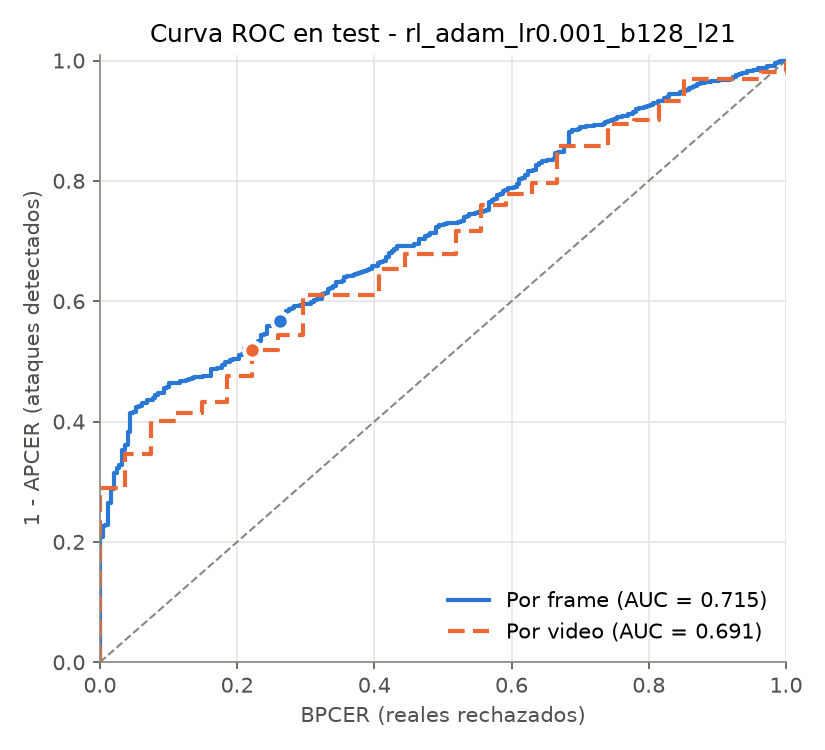 Curva ROC en test - rl_adam_lr0.001_b128_l21
1 - APCER (ataques detectados)
1.0
0.8
0.6
0.4
0.2
0.0
Por frame (AUC = 0.715)
Por video (AUC = 0.691)
0.0 0.2 0.4 0.6 0.8 1.0
BPCER (reales rechazados)